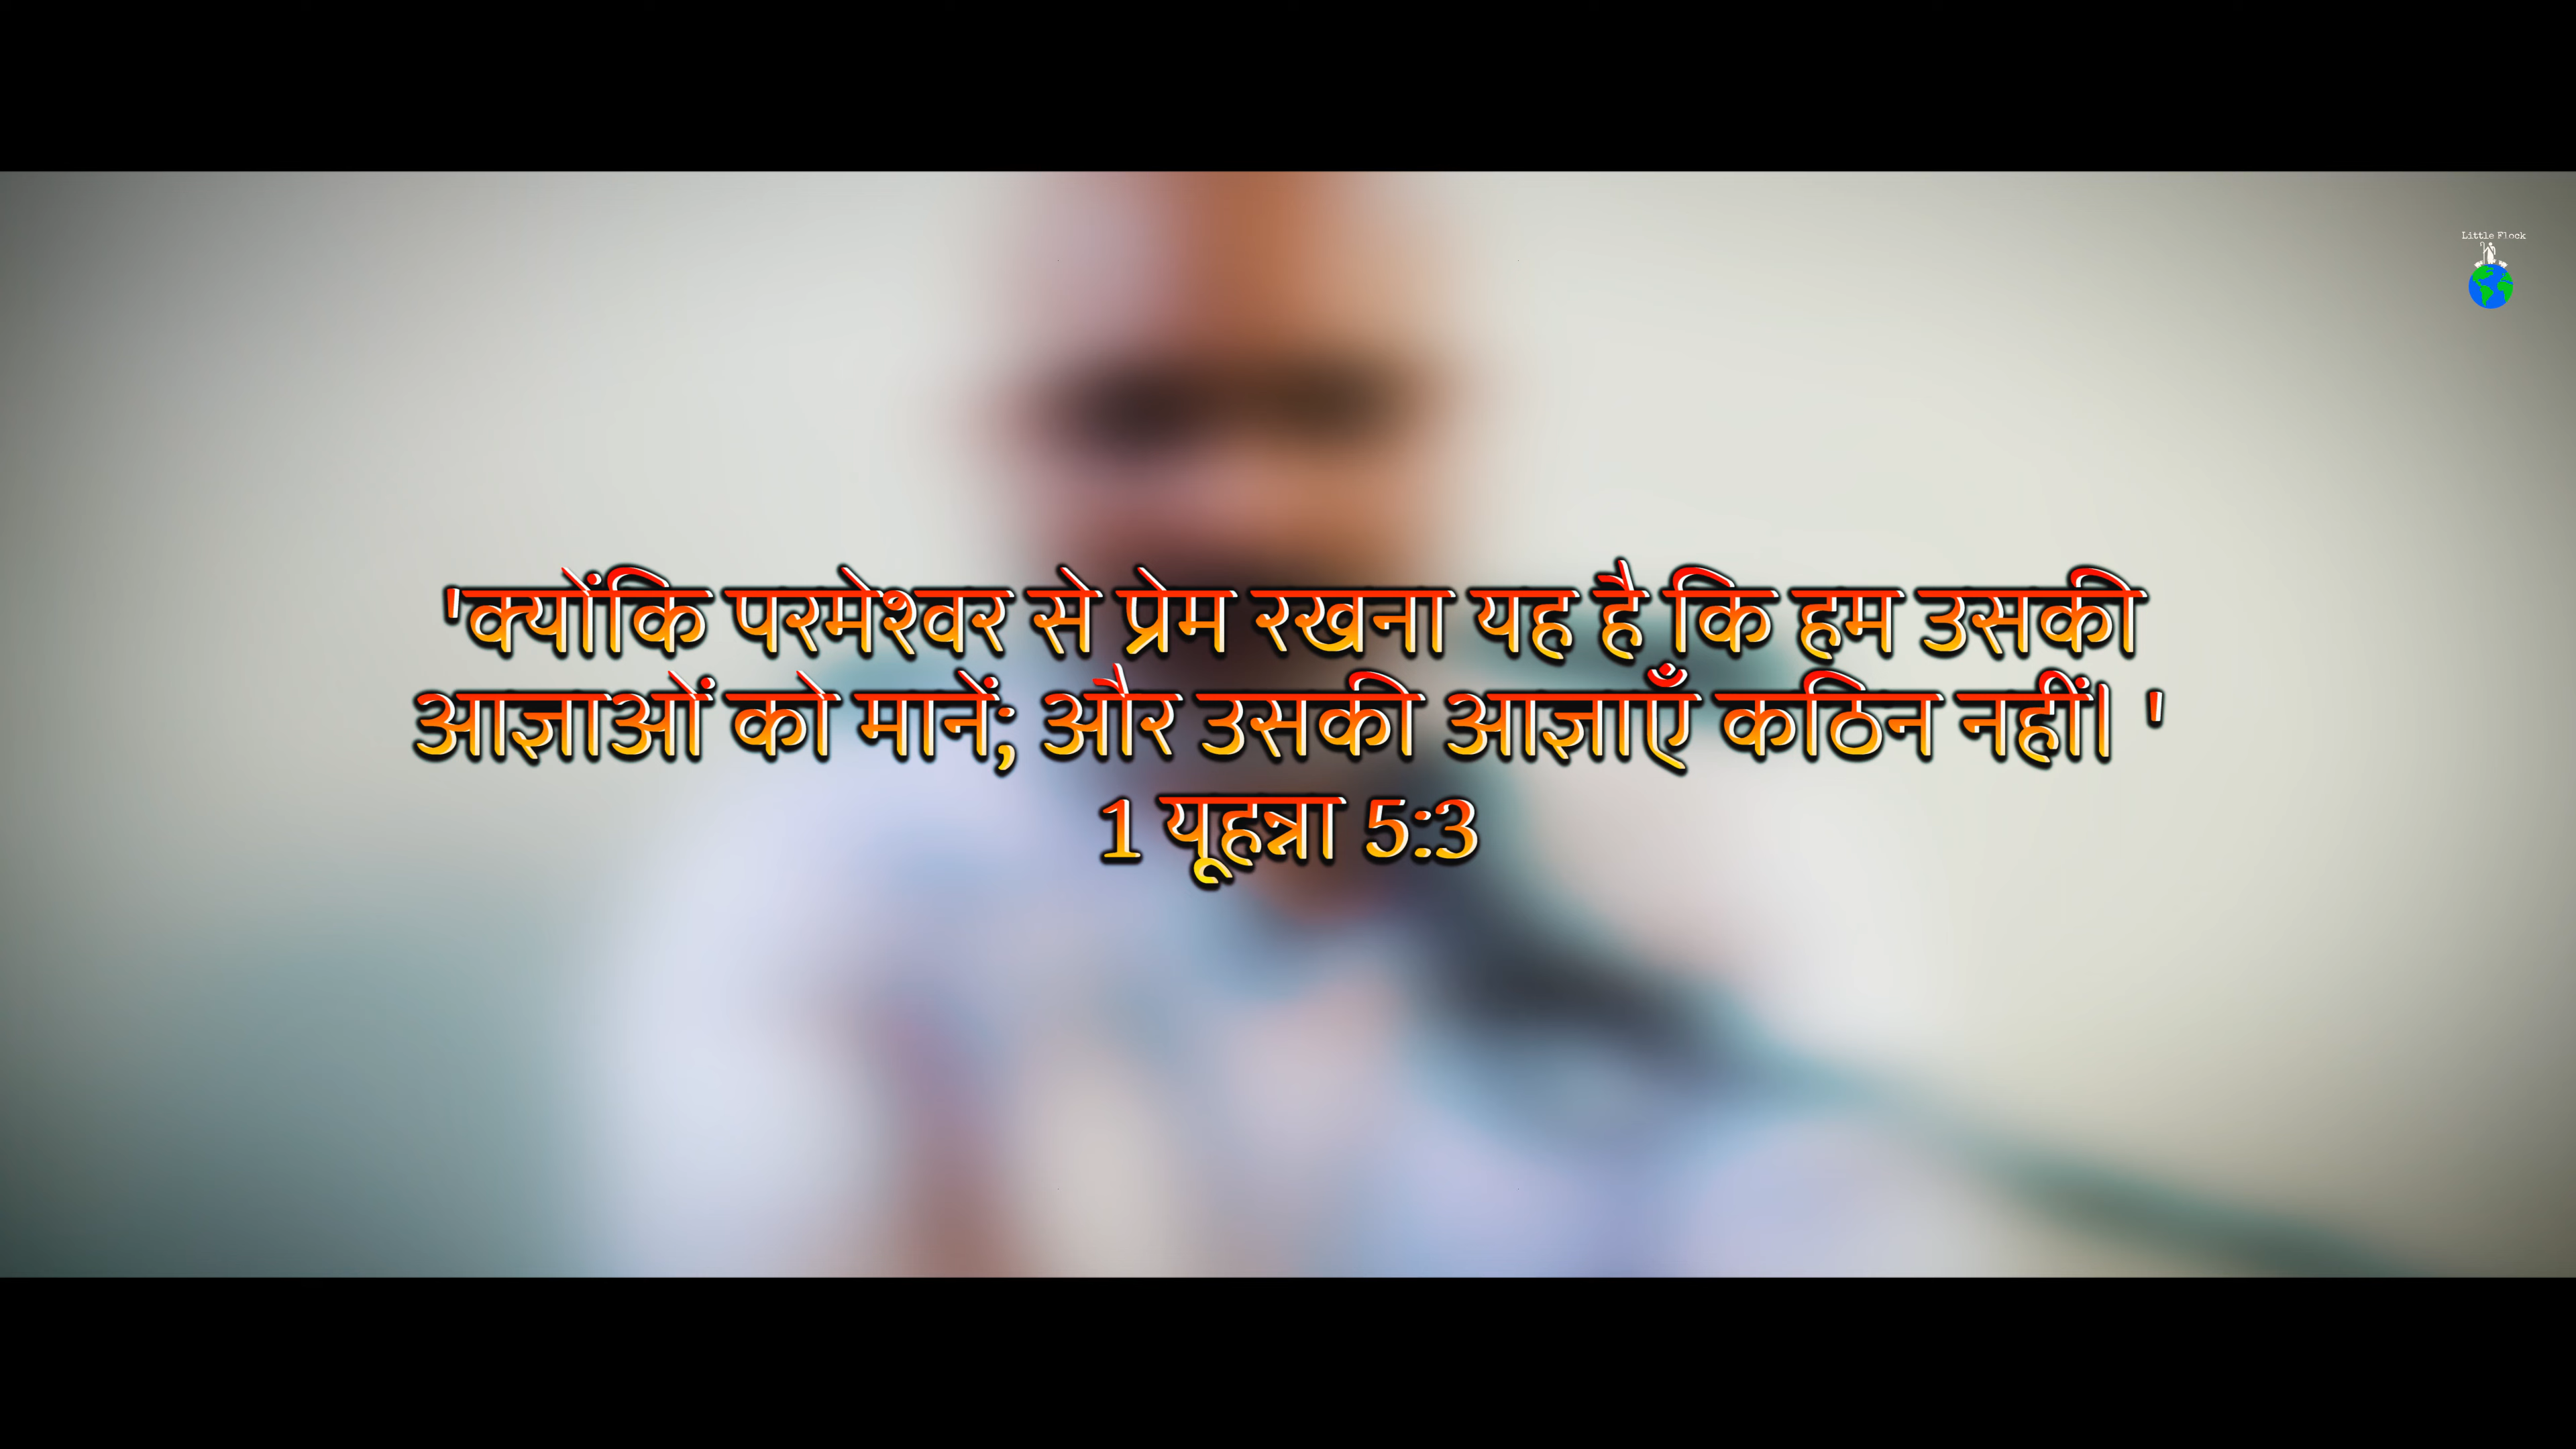 Little Flock
'क्योंकि परमेश्वर से प्रेम रखना यह है कि हम उसकी
आज्ञाओं को मानें; और उसकी आज्ञाएँ कठिन नहीं। '
1 यूहन्ना 5:3